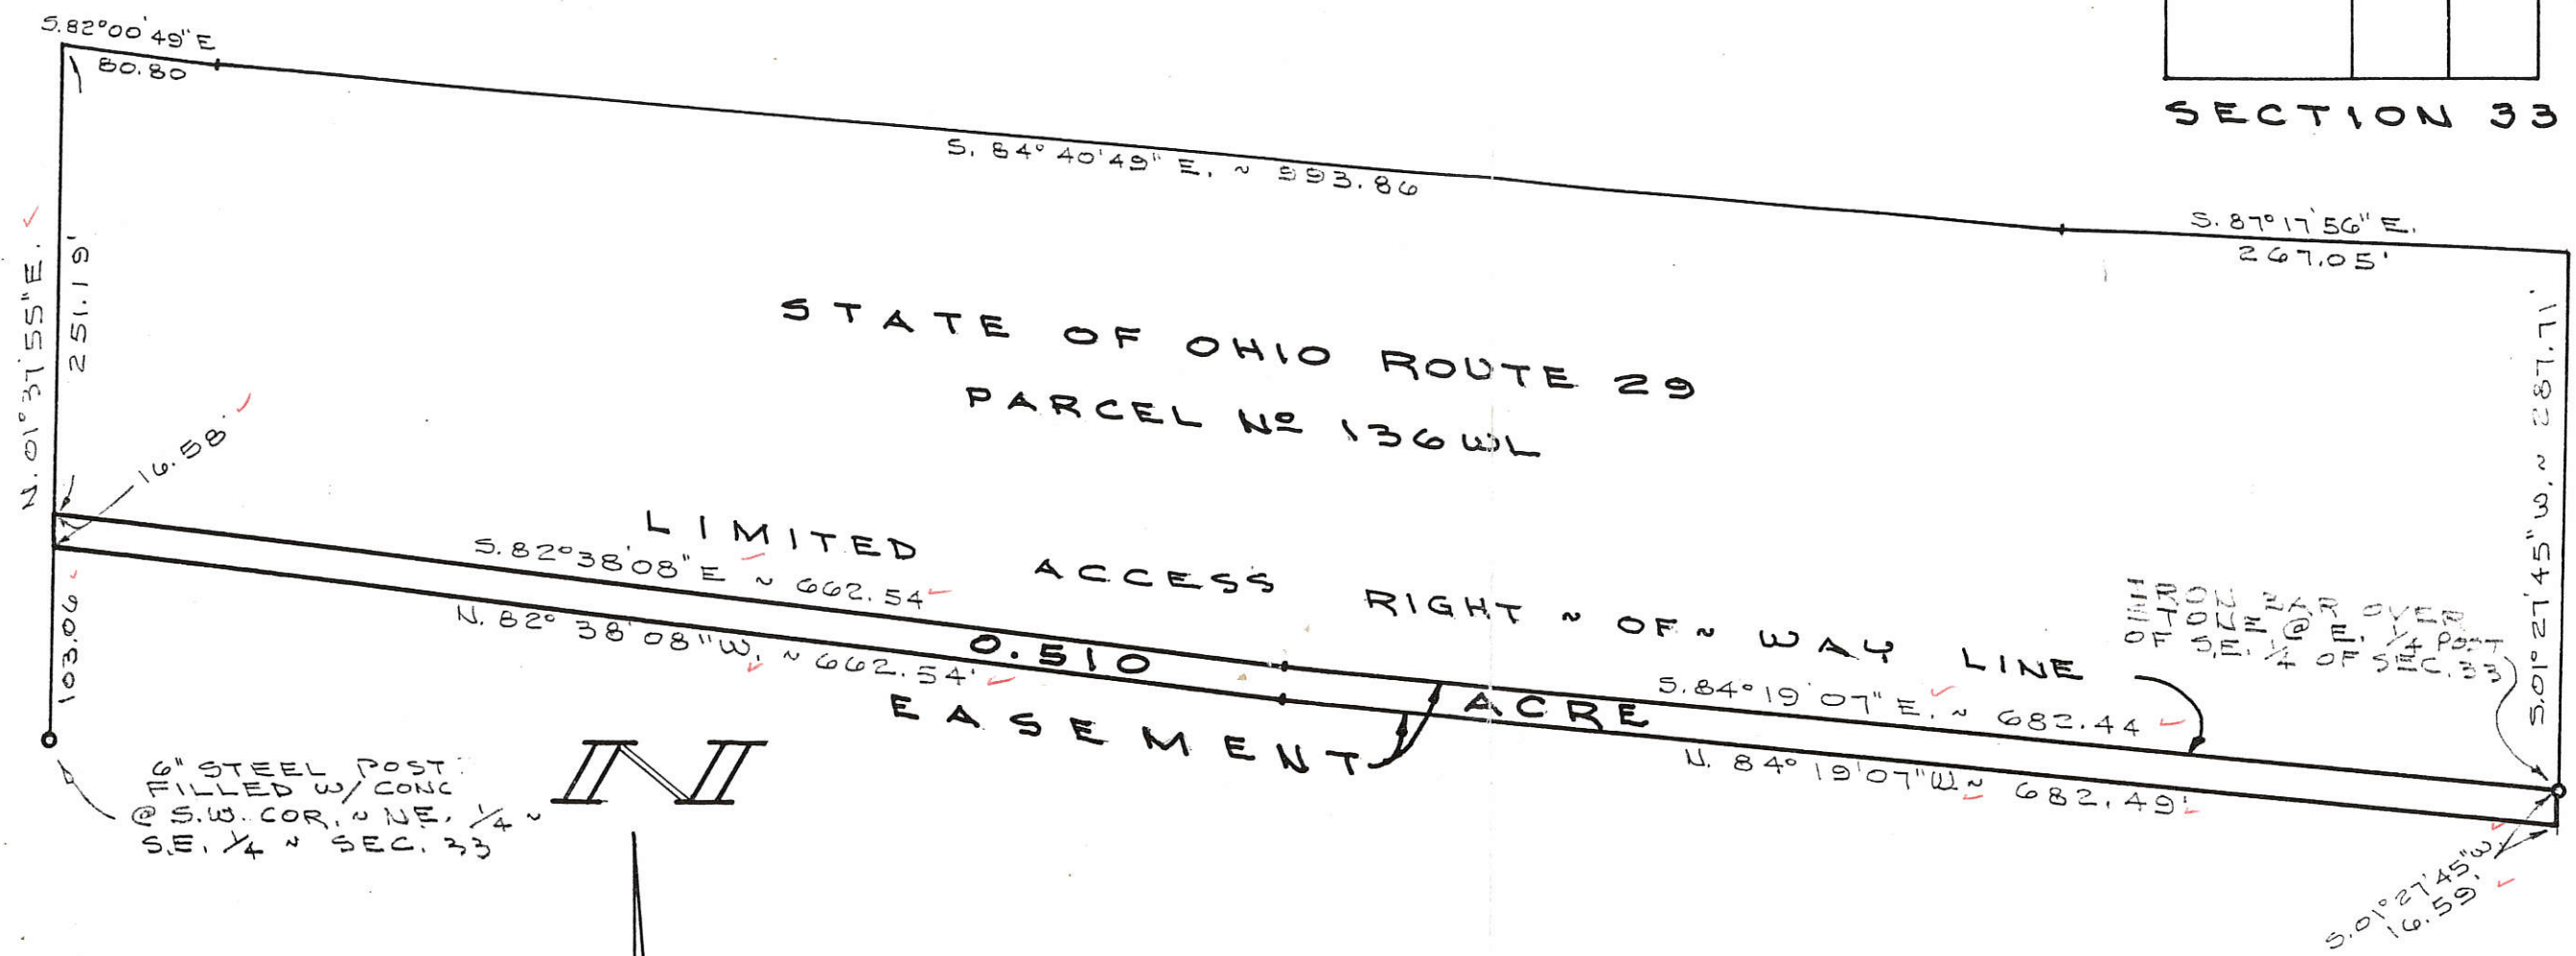 S.82°00'49"E
80.80
SECTION 33
S. 84° 40'49" E. ~ 993.86
S. 87°17'56" E.
267.05'
N. 01°37'55" E.
251.19'
STATE OF OHIO ROUTE 29
PARCEL Nº 136 WL
S.01°27'45"W. ~ 287.71'
16.58'
LIMITED ACCESS RIGHT ~ OF ~ WAY LINE
S.82°38'08"E ~ 662.54
N. 82° 38'08"W. ~ 662.54'
103.06
0.510 ACRE
EASEMENT
IRON BAR OVER
STONE @ E. 1/4 POST
OF S.E. 1/4 OF SEC. 33
S.84°19'07"E. ~ 682.44
N. 84°19'07"W ~ 682.49'
N
6" STEEL POST
FILLED W/ CONC
@ S.W. COR. ~ NE. 1/4 ~
S.E. 1/4 ~ SEC. 33
S.01°27'45"W.
16.59'